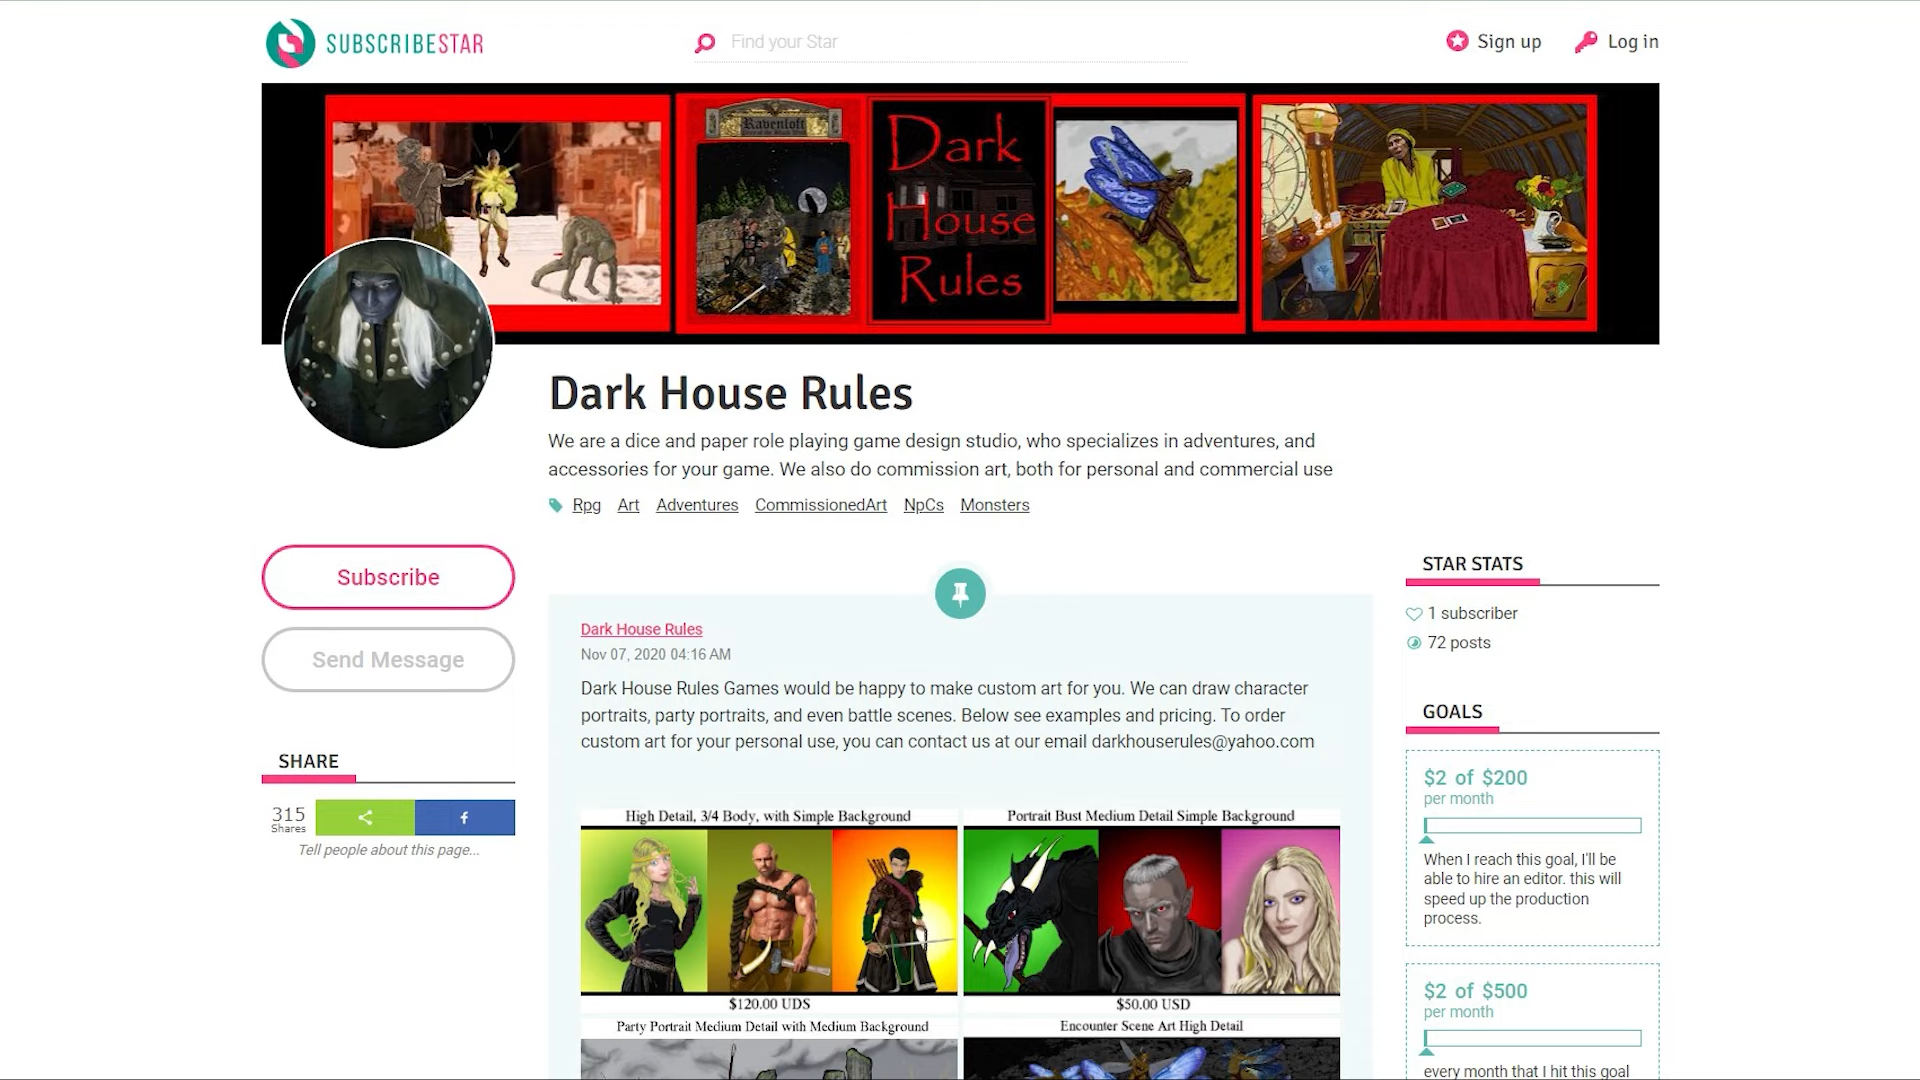 SUBSCRIBESTAR
Find your Star
Sign up
Log in
Ravenloft
Dark
House
Rules
Dark House Rules
We are a dice and paper role playing game design studio, who specializes in adventures, and
accessories for your game. We also do commission art, both for personal and commercial use
Rpg Art Adventures CommissionedArt NpCs Monsters
Subscribe
Send Message
SHARE
315
Shares
Tell people about this page...
Dark House Rules
Nov 07, 2020 04:16 AM
Dark House Rules Games would be happy to make custom art for you. We can draw character
portraits, party portraits, and even battle scenes. Below see examples and pricing. To order
custom art for your personal use, you can contact us at our email darkhouserules@yahoo.com
High Detail, 3/4 Body, with Simple Background
$120.00 UDS
Portrait Bust Medium Detail Simple Background
$50.00 USD
Party Portrait Medium Detail with Medium Background
Encounter Scene Art High Detail
STAR STATS
1 subscriber
72 posts
GOALS
$2 of $200
per month
When I reach this goal, I'll be
able to hire an editor. this will
speed up the production
process.
$2 of $500
per month
every month that I hit this goal